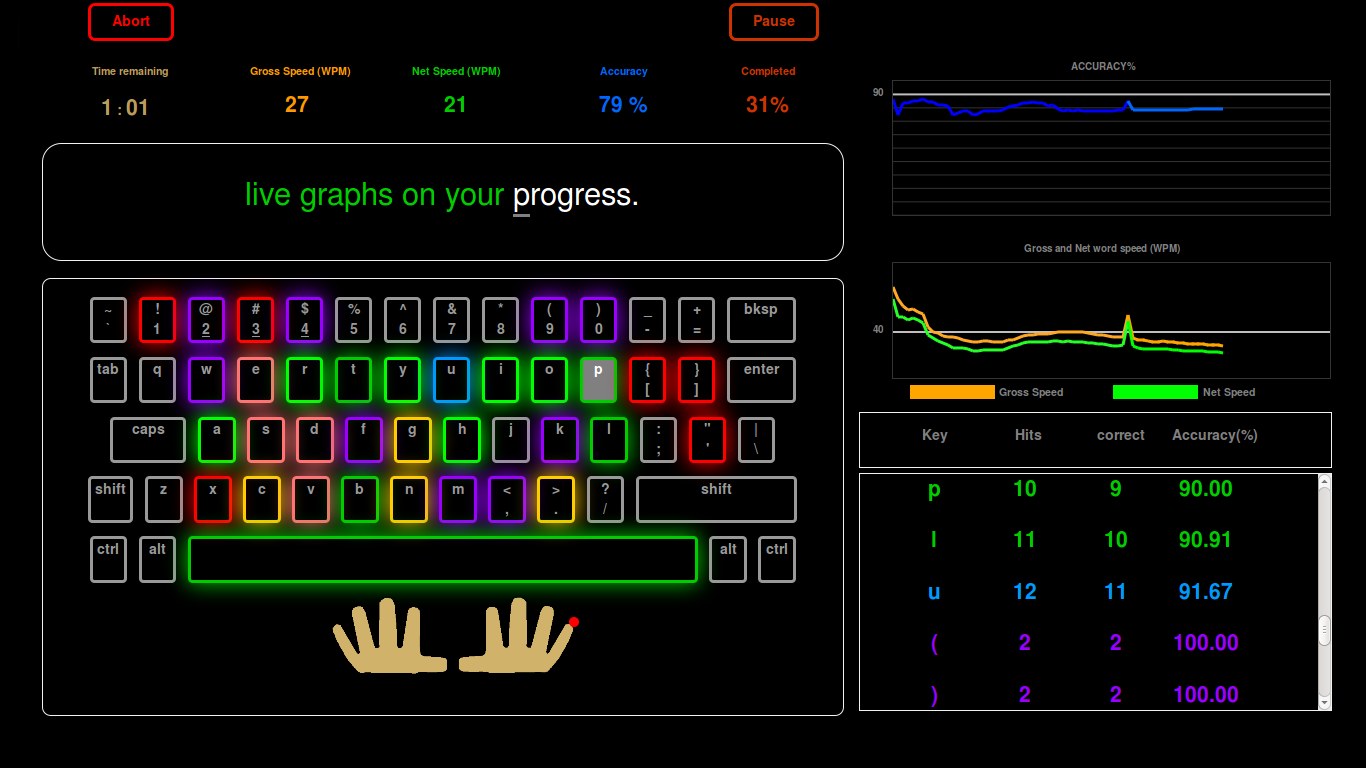 Abort Pause
Time remaining Gross Speed (WPM) Net Speed (WPM) Accuracy Completed
1 : 01 27 21 79 % 31%
live graphs on your progress.
~ ! @ # $ % ^ & * ( ) _ + bksp
` 1 2 3 4 5 6 7 8 9 0 - =
tab q w e r t y u i o p { } enter
[ ]
caps a s d f g h j k l : " |
; ' \
shift z x c v b n m < > ? shift
, . /
ctrl alt alt ctrl
ACCURACY%
90
Gross and Net word speed (WPM)
40
Gross Speed Net Speed
Key Hits correct Accuracy(%)
p 10 9 90.00
l 11 10 90.91
u 12 11 91.67
( 2 2 100.00
) 2 2 100.00